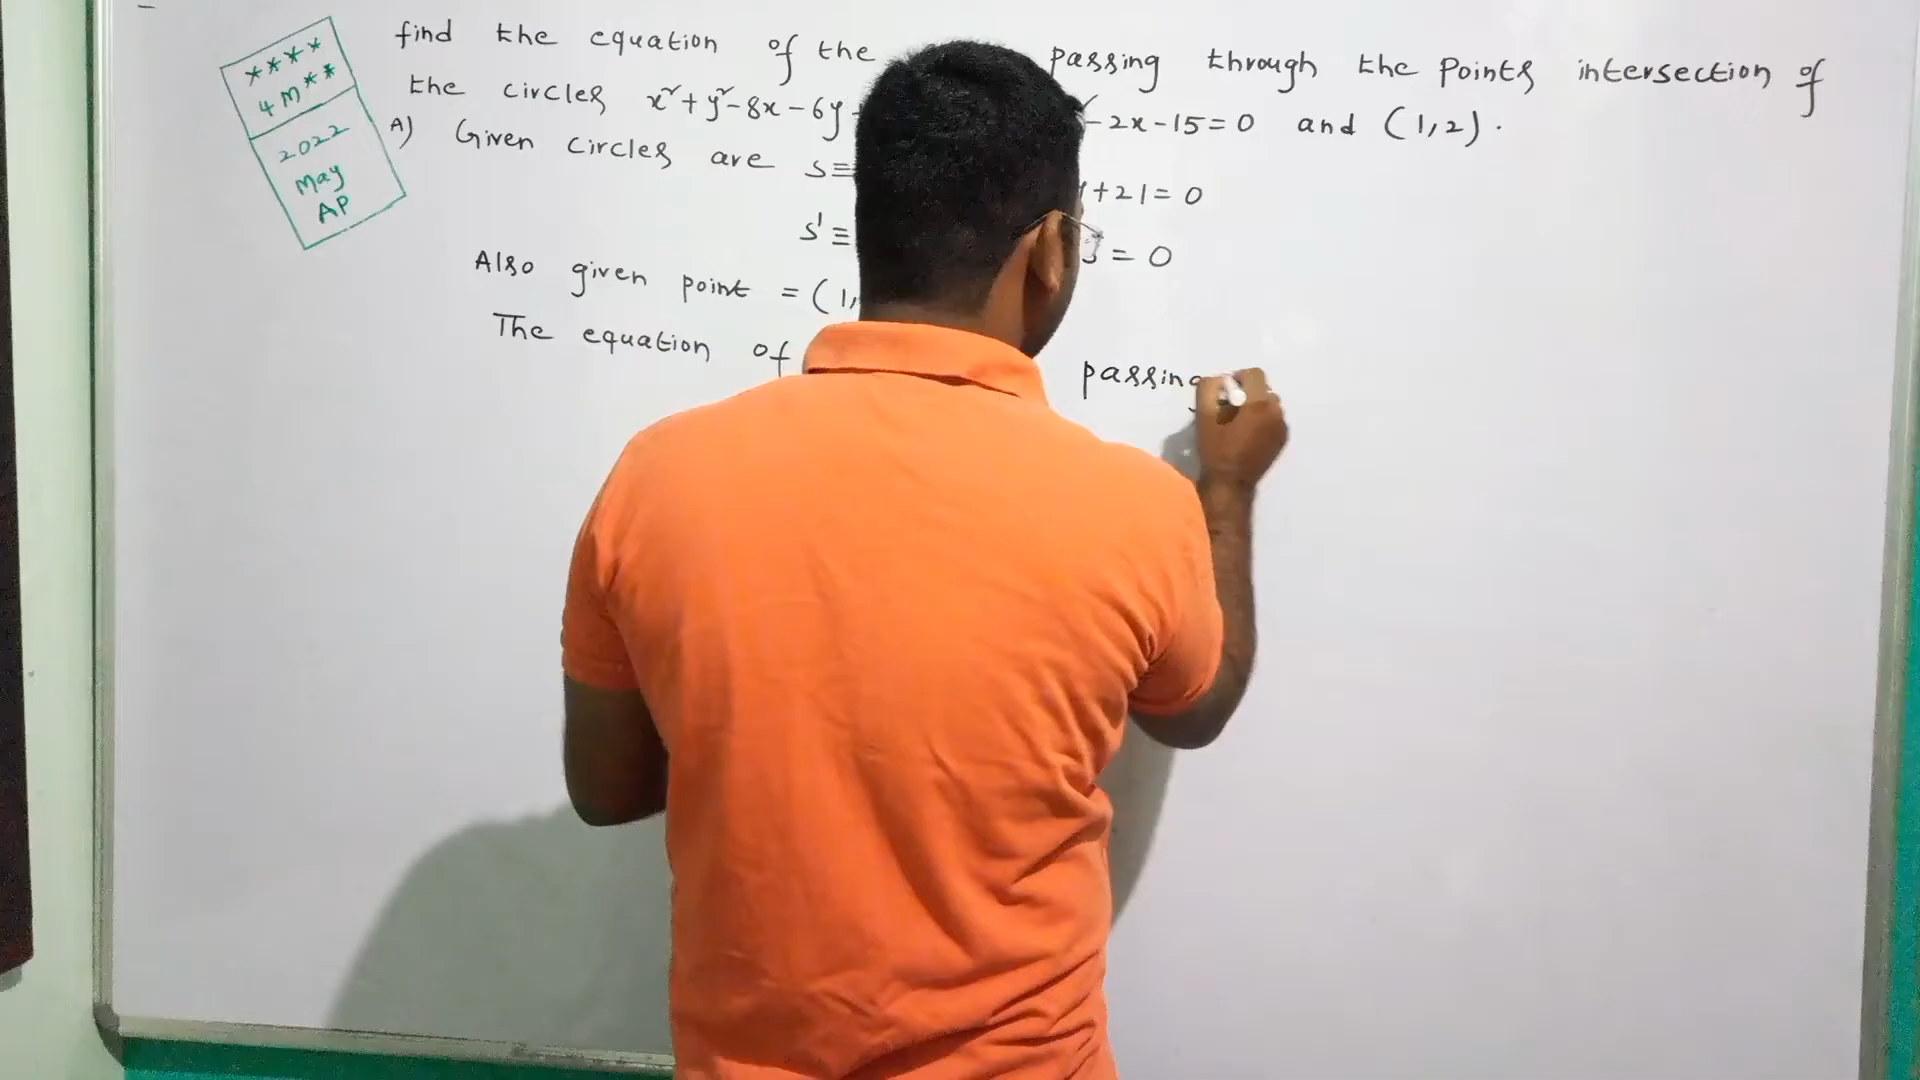 ****
4 M**
2022
May
AP
find the equation of the passing through the points intersection of
the circles x²+y²-8x-6y -2x-15=0 and (1,2).
A) Given circles are s≡ +21=0
s'≡ = 0
Also given point = (1,
The equation of passing